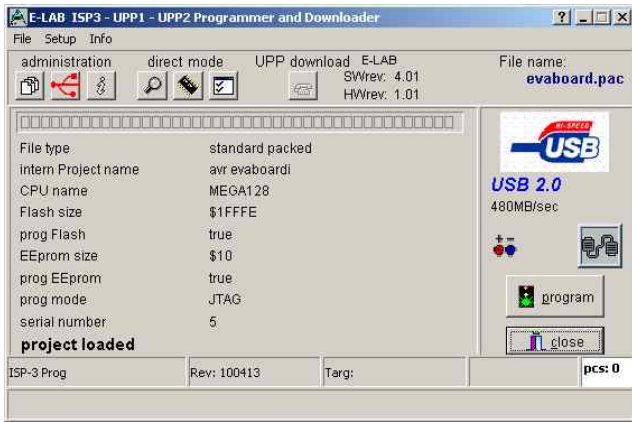 E-LAB ISP3 - UPP1 - UPP2 Programmer and Downloader
File Setup Info
administration direct mode UPP download E-LAB File name:
SWrev: 4.01 evaboard.pac
HWrev: 1.01
File type standard packed
intern Project name avr evaboardi
CPU name MEGA128
Flash size $1FFFE
prog Flash true
EEprom size $10
prog EEprom true
prog mode JTAG
serial number 5
project loaded
HI-SPEED
USB
USB 2.0
480MB/sec
program
close
ISP-3 Prog Rev: 100413 Targ: pcs: 0